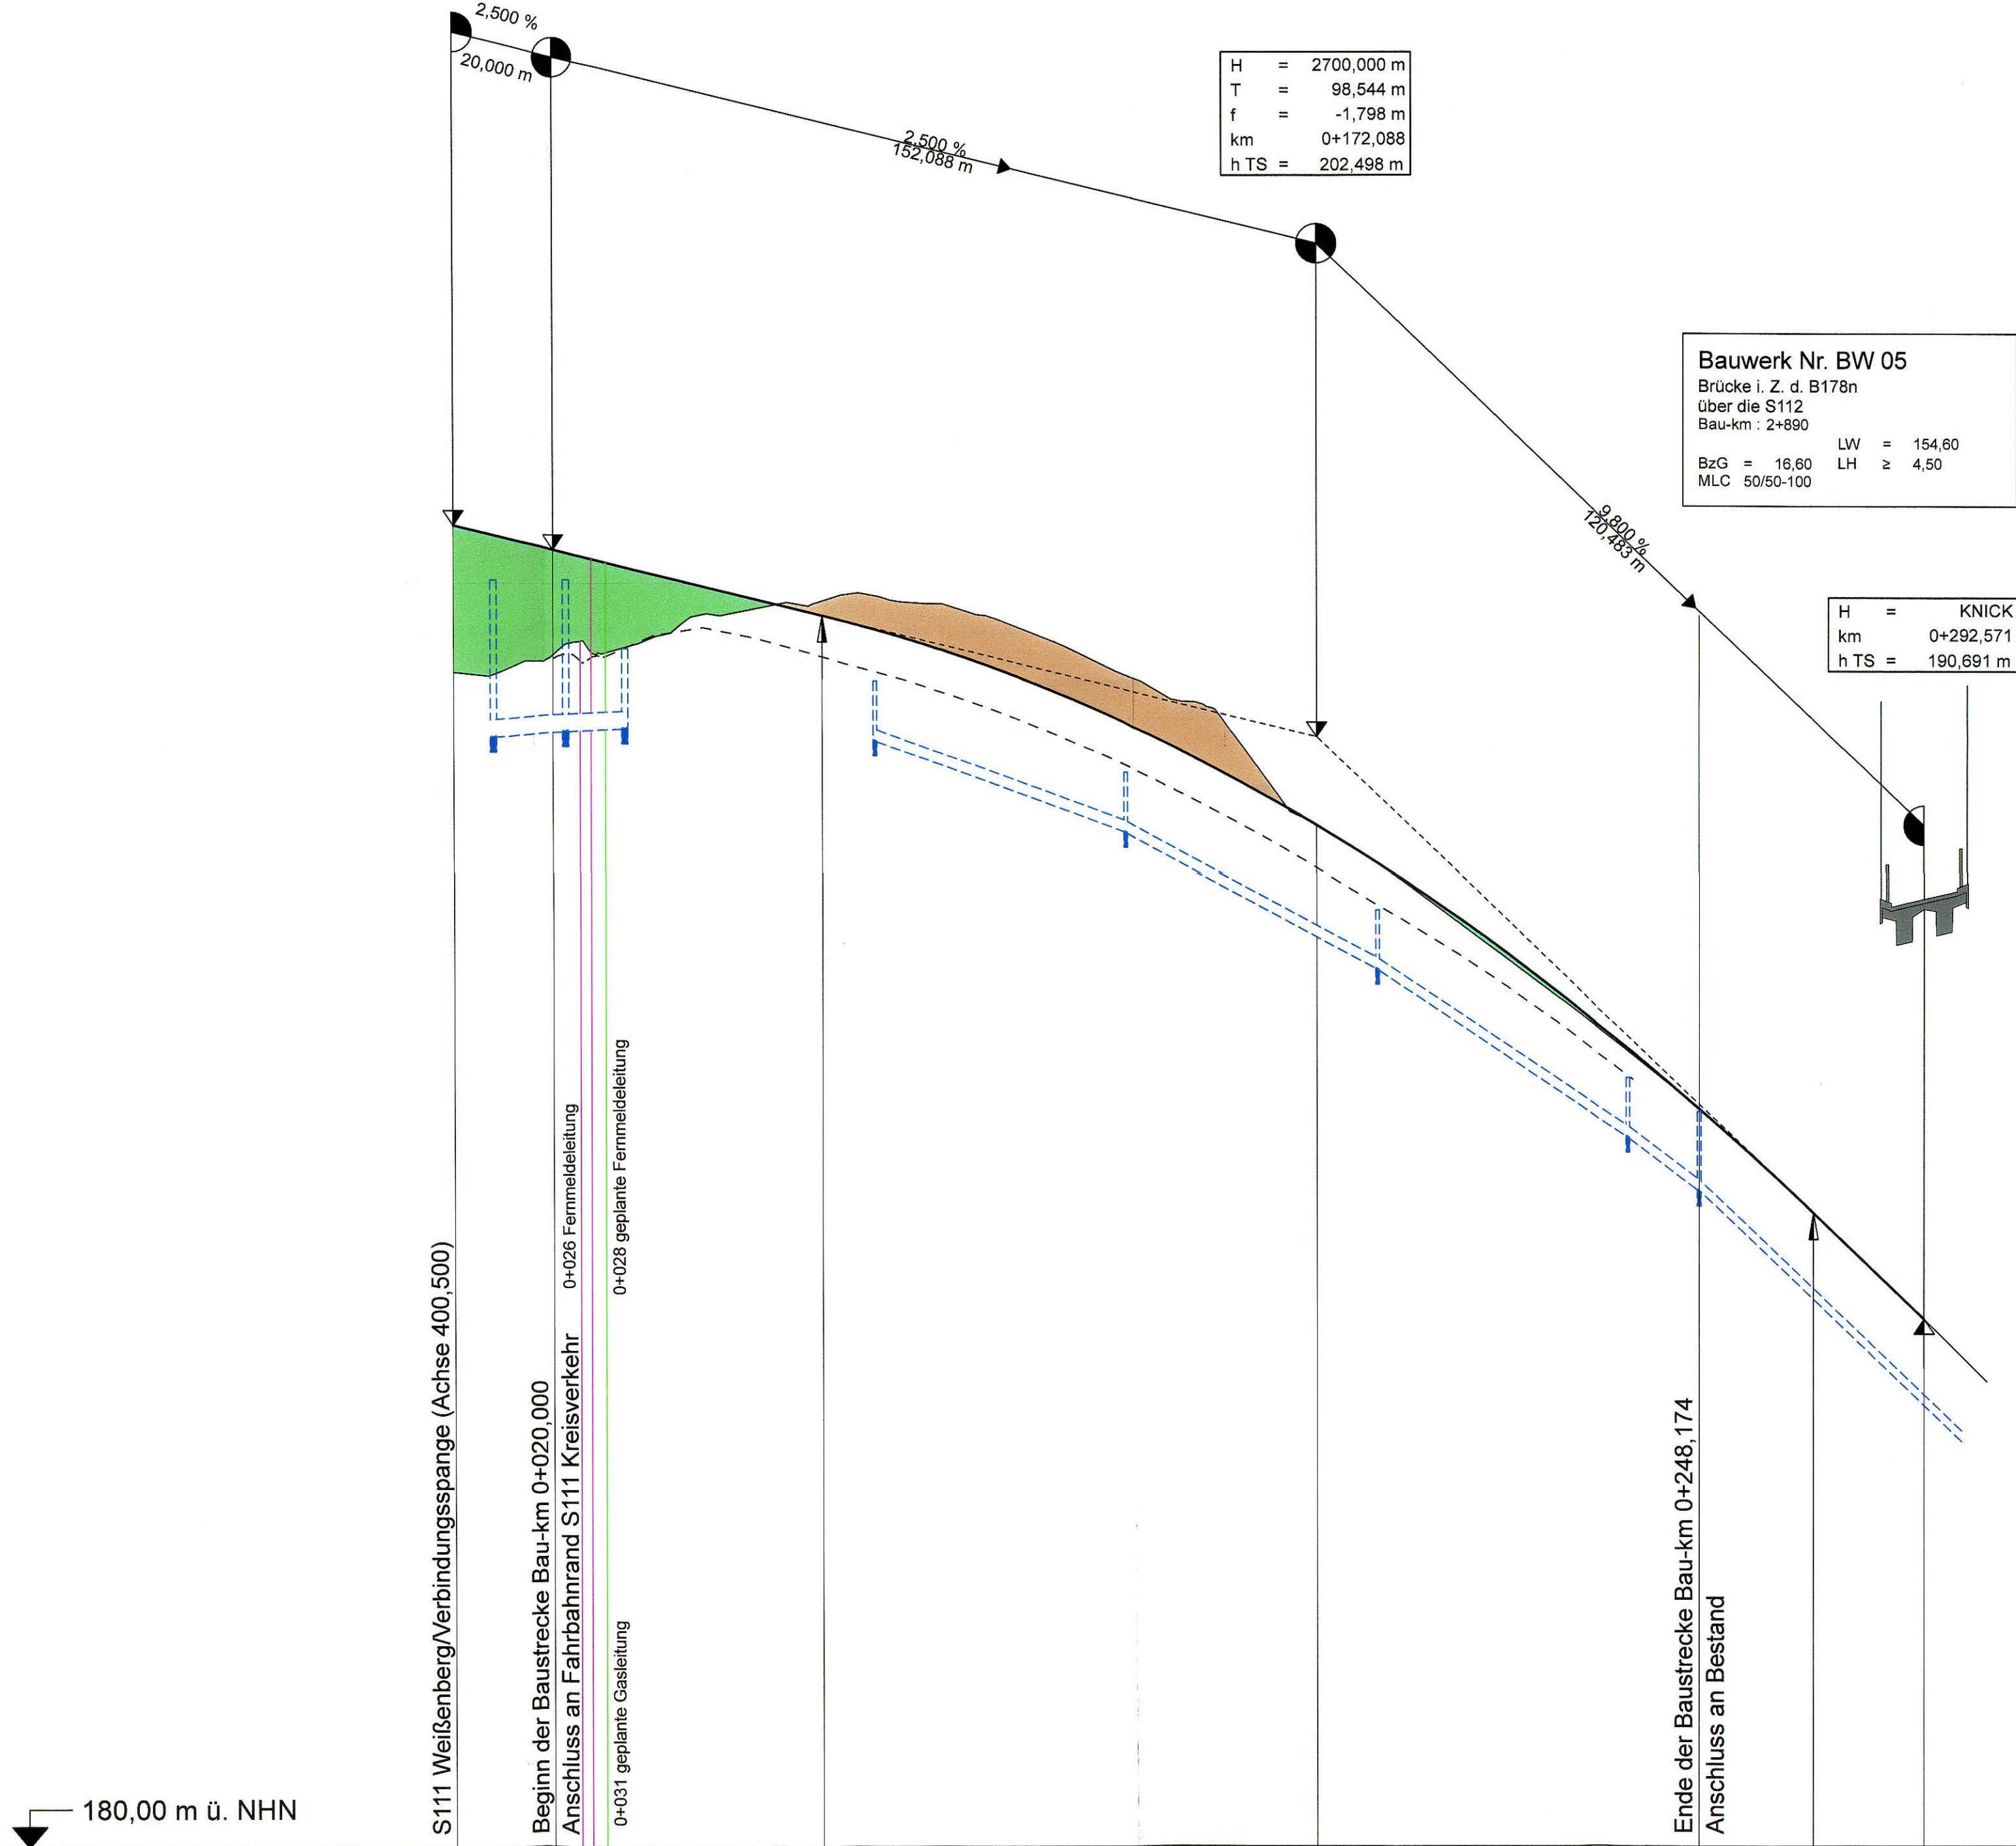 2,500 %
20,000 m
2,500 %
152,088 m
H = 2700,000 m
T = 98,544 m
f = -1,798 m
km 0+172,088
h TS = 202,498 m
9,800 %
120,483 m
Bauwerk Nr. BW 05
Brücke i. Z. d. B178n
über die S112
Bau-km : 2+890
LW = 154,60
BzG = 16,60 LH ≥ 4,50
MLC 50/50-100
H = KNICK
km 0+292,571
h TS = 190,691 m
S111 Weißenberg/Verbindungsspange (Achse 400,500)
Beginn der Baustrecke Bau-km 0+020,000
Anschluss an Fahrbahnrand S111 Kreisverkehr
0+026 Fernmeldeleitung
0+028 geplante Fernmeldeleitung
0+031 geplante Gasleitung
Ende der Baustrecke Bau-km 0+248,174
Anschluss an Bestand
180,00 m ü. NHN